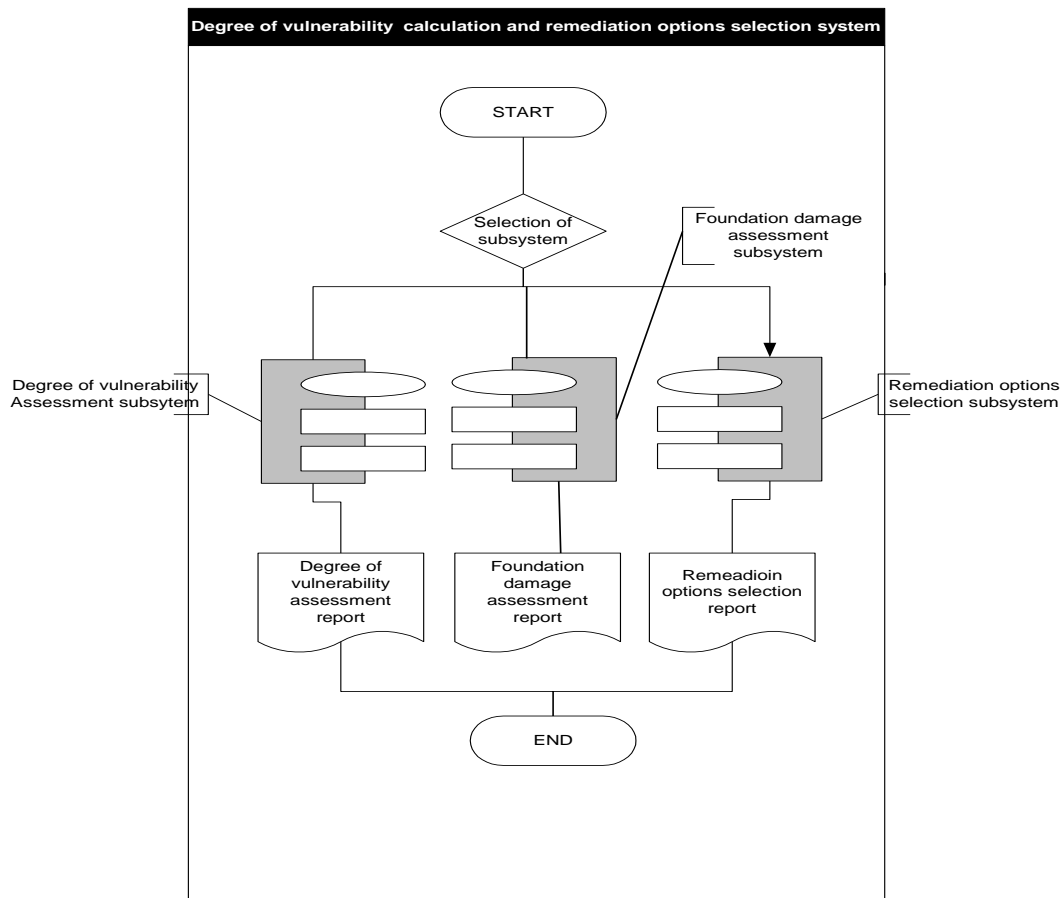 Degree of vulnerability  calculation and remediation options selection system
START
Selection of
subsystem
Foundation damage
assessment
subsystem
Degree of vulnerability
Assessment subsytem
Remediation options
selection subsystem
Degree of
vulnerability
assessment
report
Foundation
damage
assessment
report
Remeadioin
options selection
report
END